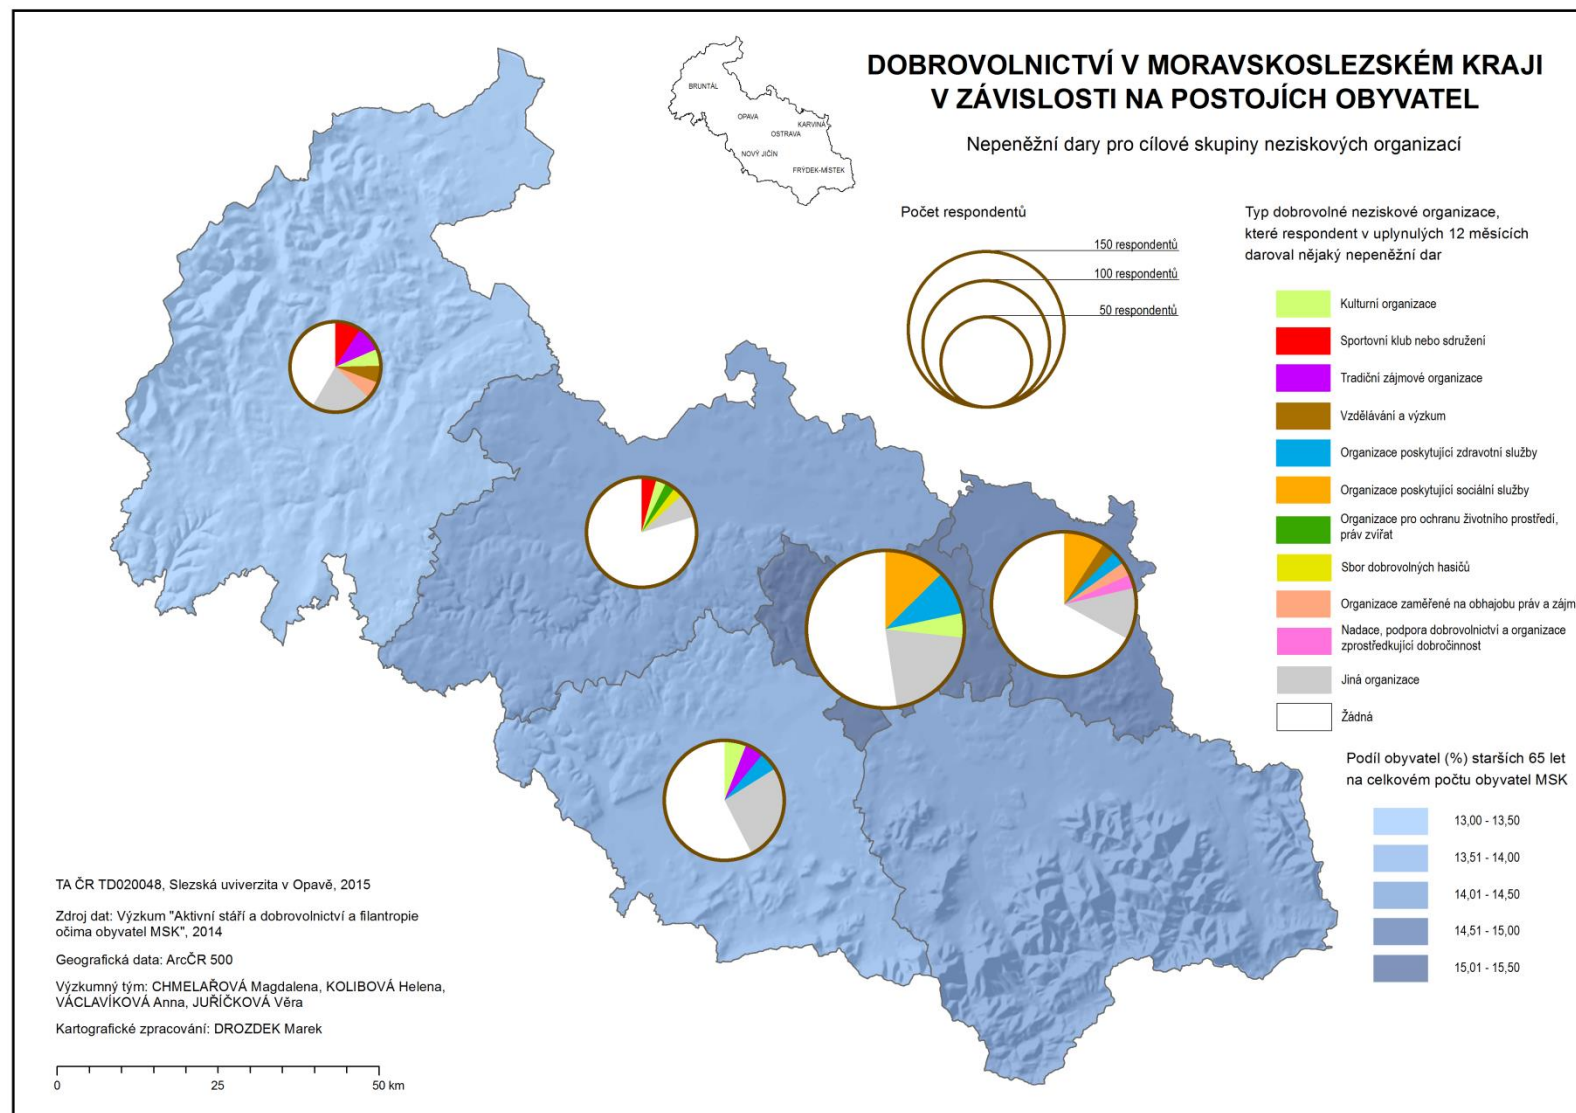 DOBROVOLNICTVÍ V MORAVSKOSLEZSKÉM KRAJI
V ZÁVISLOSTI NA POSTOJÍCH OBYVATEL
Nepeněžní dary pro cílové skupiny neziskových organizací
BRUNTÁL
OPAVA
KARVINÁ
OSTRAVA
NOVÝ JIČÍN
FRÝDEK-MÍSTEK
Počet respondentů
150 respondentů
100 respondentů
50 respondentů
Typ dobrovolné neziskové organizace,
které respondent v uplynulých 12 měsících
daroval nějaký nepeněžní dar
Kulturní organizace
Sportovní klub nebo sdružení
Tradiční zájmové organizace
Vzdělávání a výzkum
Organizace poskytující zdravotní služby
Organizace poskytující sociální služby
Organizace pro ochranu životního prostředí,
práv zvířat
Sbor dobrovolných hasičů
Organizace zaměřené na obhajobu práv a zájm
Nadace, podpora dobrovolnictví a organizace
zprostředkující dobročinnost
Jiná organizace
Žádná
Podíl obyvatel (%) starších 65 let
na celkovém počtu obyvatel MSK
13,00 - 13,50
13,51 - 14,00
14,01 - 14,50
14,51 - 15,00
15,01 - 15,50
TA ČR TD020048, Slezská uviverzita v Opavě, 2015
Zdroj dat: Výzkum "Aktivní stáří a dobrovolnictví a filantropie
očima obyvatel MSK", 2014
Geografická data: ArcČR 500
Výzkumný tým: CHMELAŘOVÁ Magdalena, KOLIBOVÁ Helena,
VÁCLAVÍKOVÁ Anna, JUŘÍČKOVÁ Věra
Kartografické zpracování: DROZDEK Marek
0 25 50 km